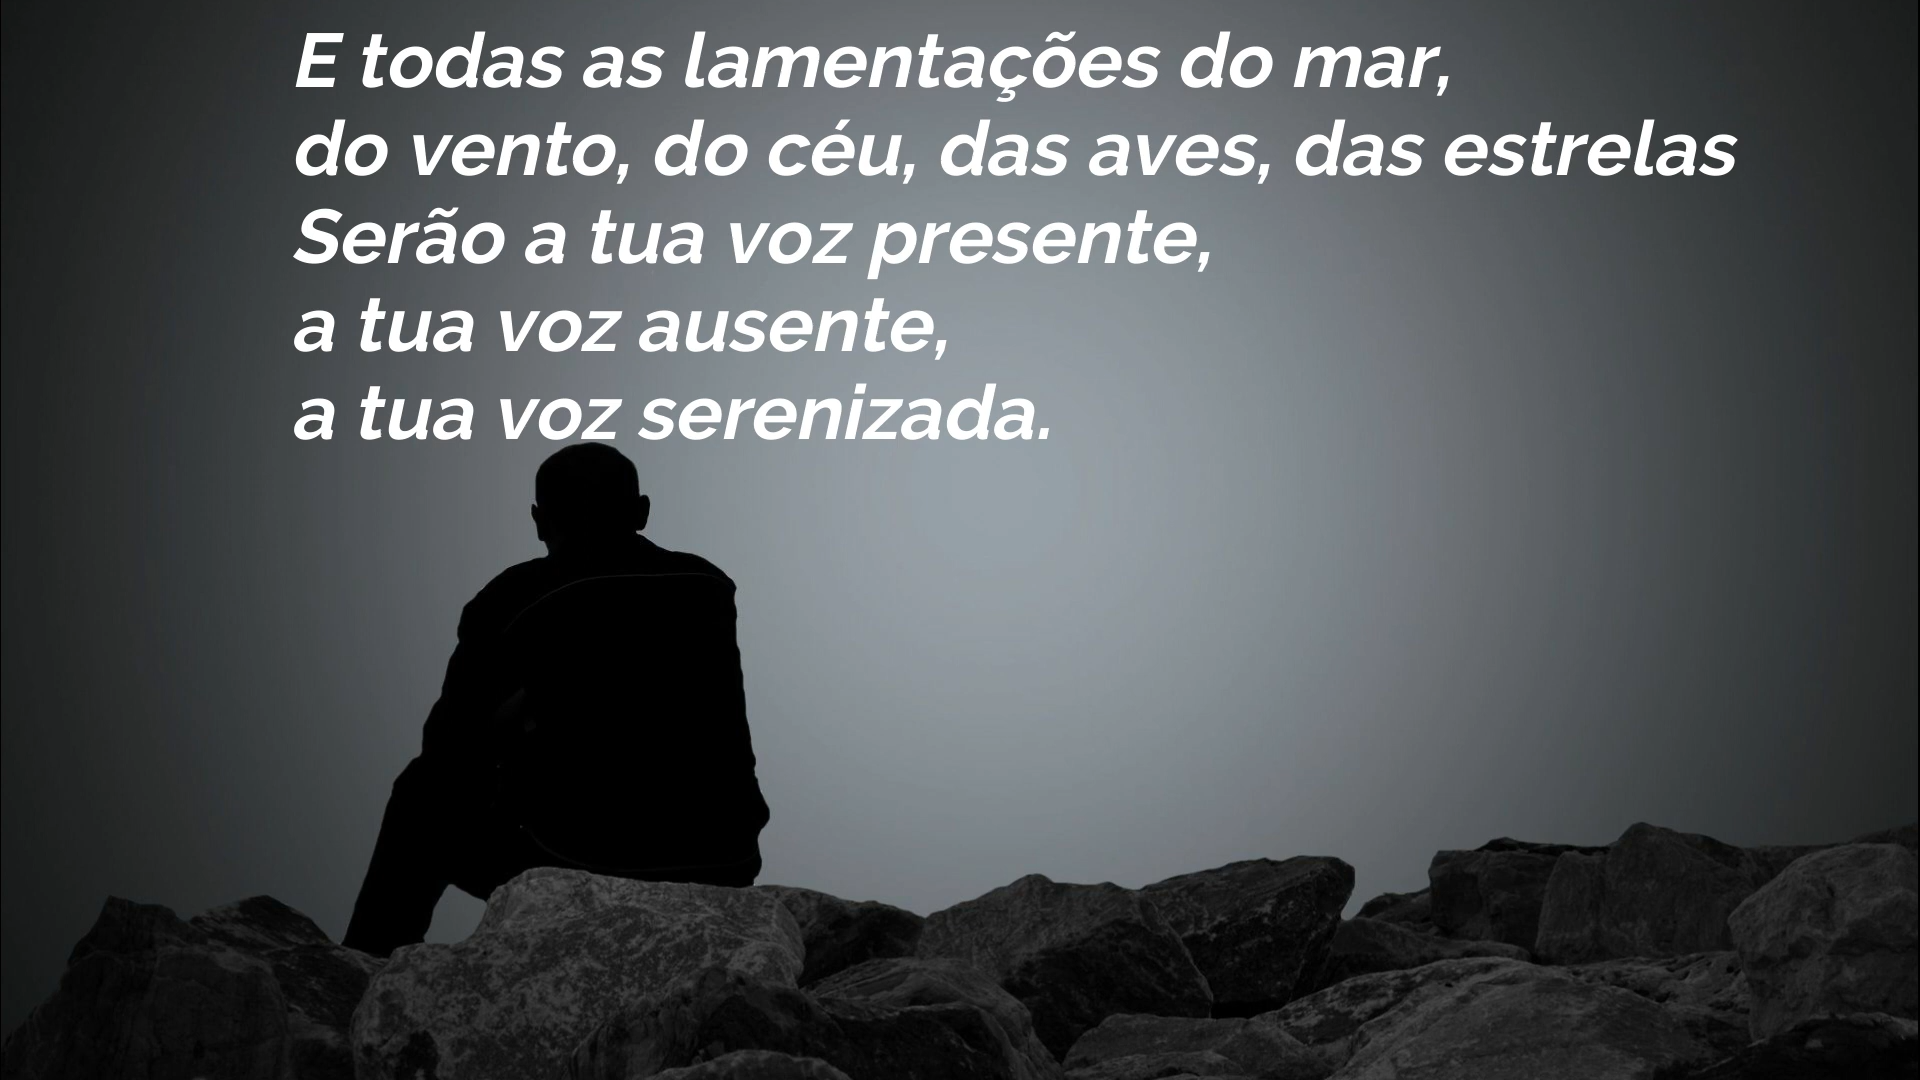 E todas as lamentações do mar,
do vento, do céu, das aves, das estrelas
Serão a tua voz presente,
a tua voz ausente,
a tua voz serenizada.